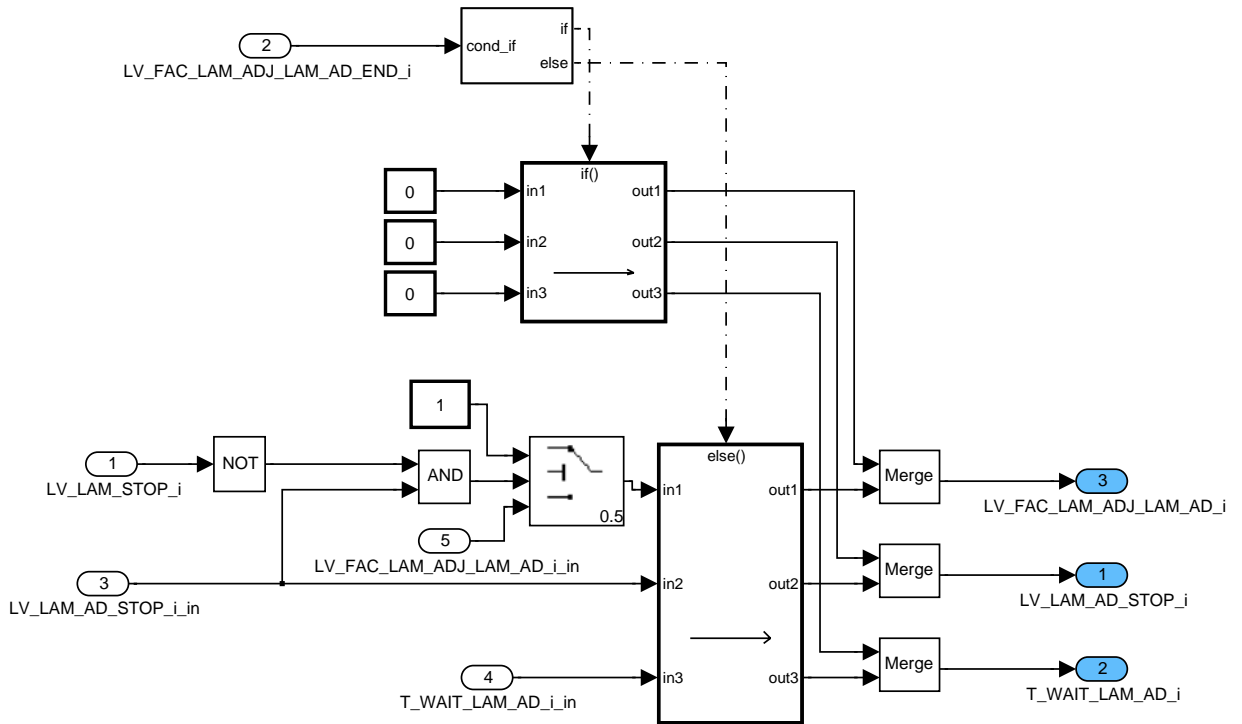 if
2
cond_if
else
LV_FAC_LAM_ADJ_LAM_AD_END_i
if()
0
in1
out1
0
in2
out2
0
in3
out3
1
else()
1
NOT
AND
Merge
3
LV_LAM_STOP_i
in1
out1
LV_FAC_LAM_ADJ_LAM_AD_i
0.5
5
LV_FAC_LAM_ADJ_LAM_AD_i_in
Merge
1
3
in2
out2
LV_LAM_AD_STOP_i_in
LV_LAM_AD_STOP_i
Merge
2
4
in3
out3
T_WAIT_LAM_AD_i_in
T_WAIT_LAM_AD_i